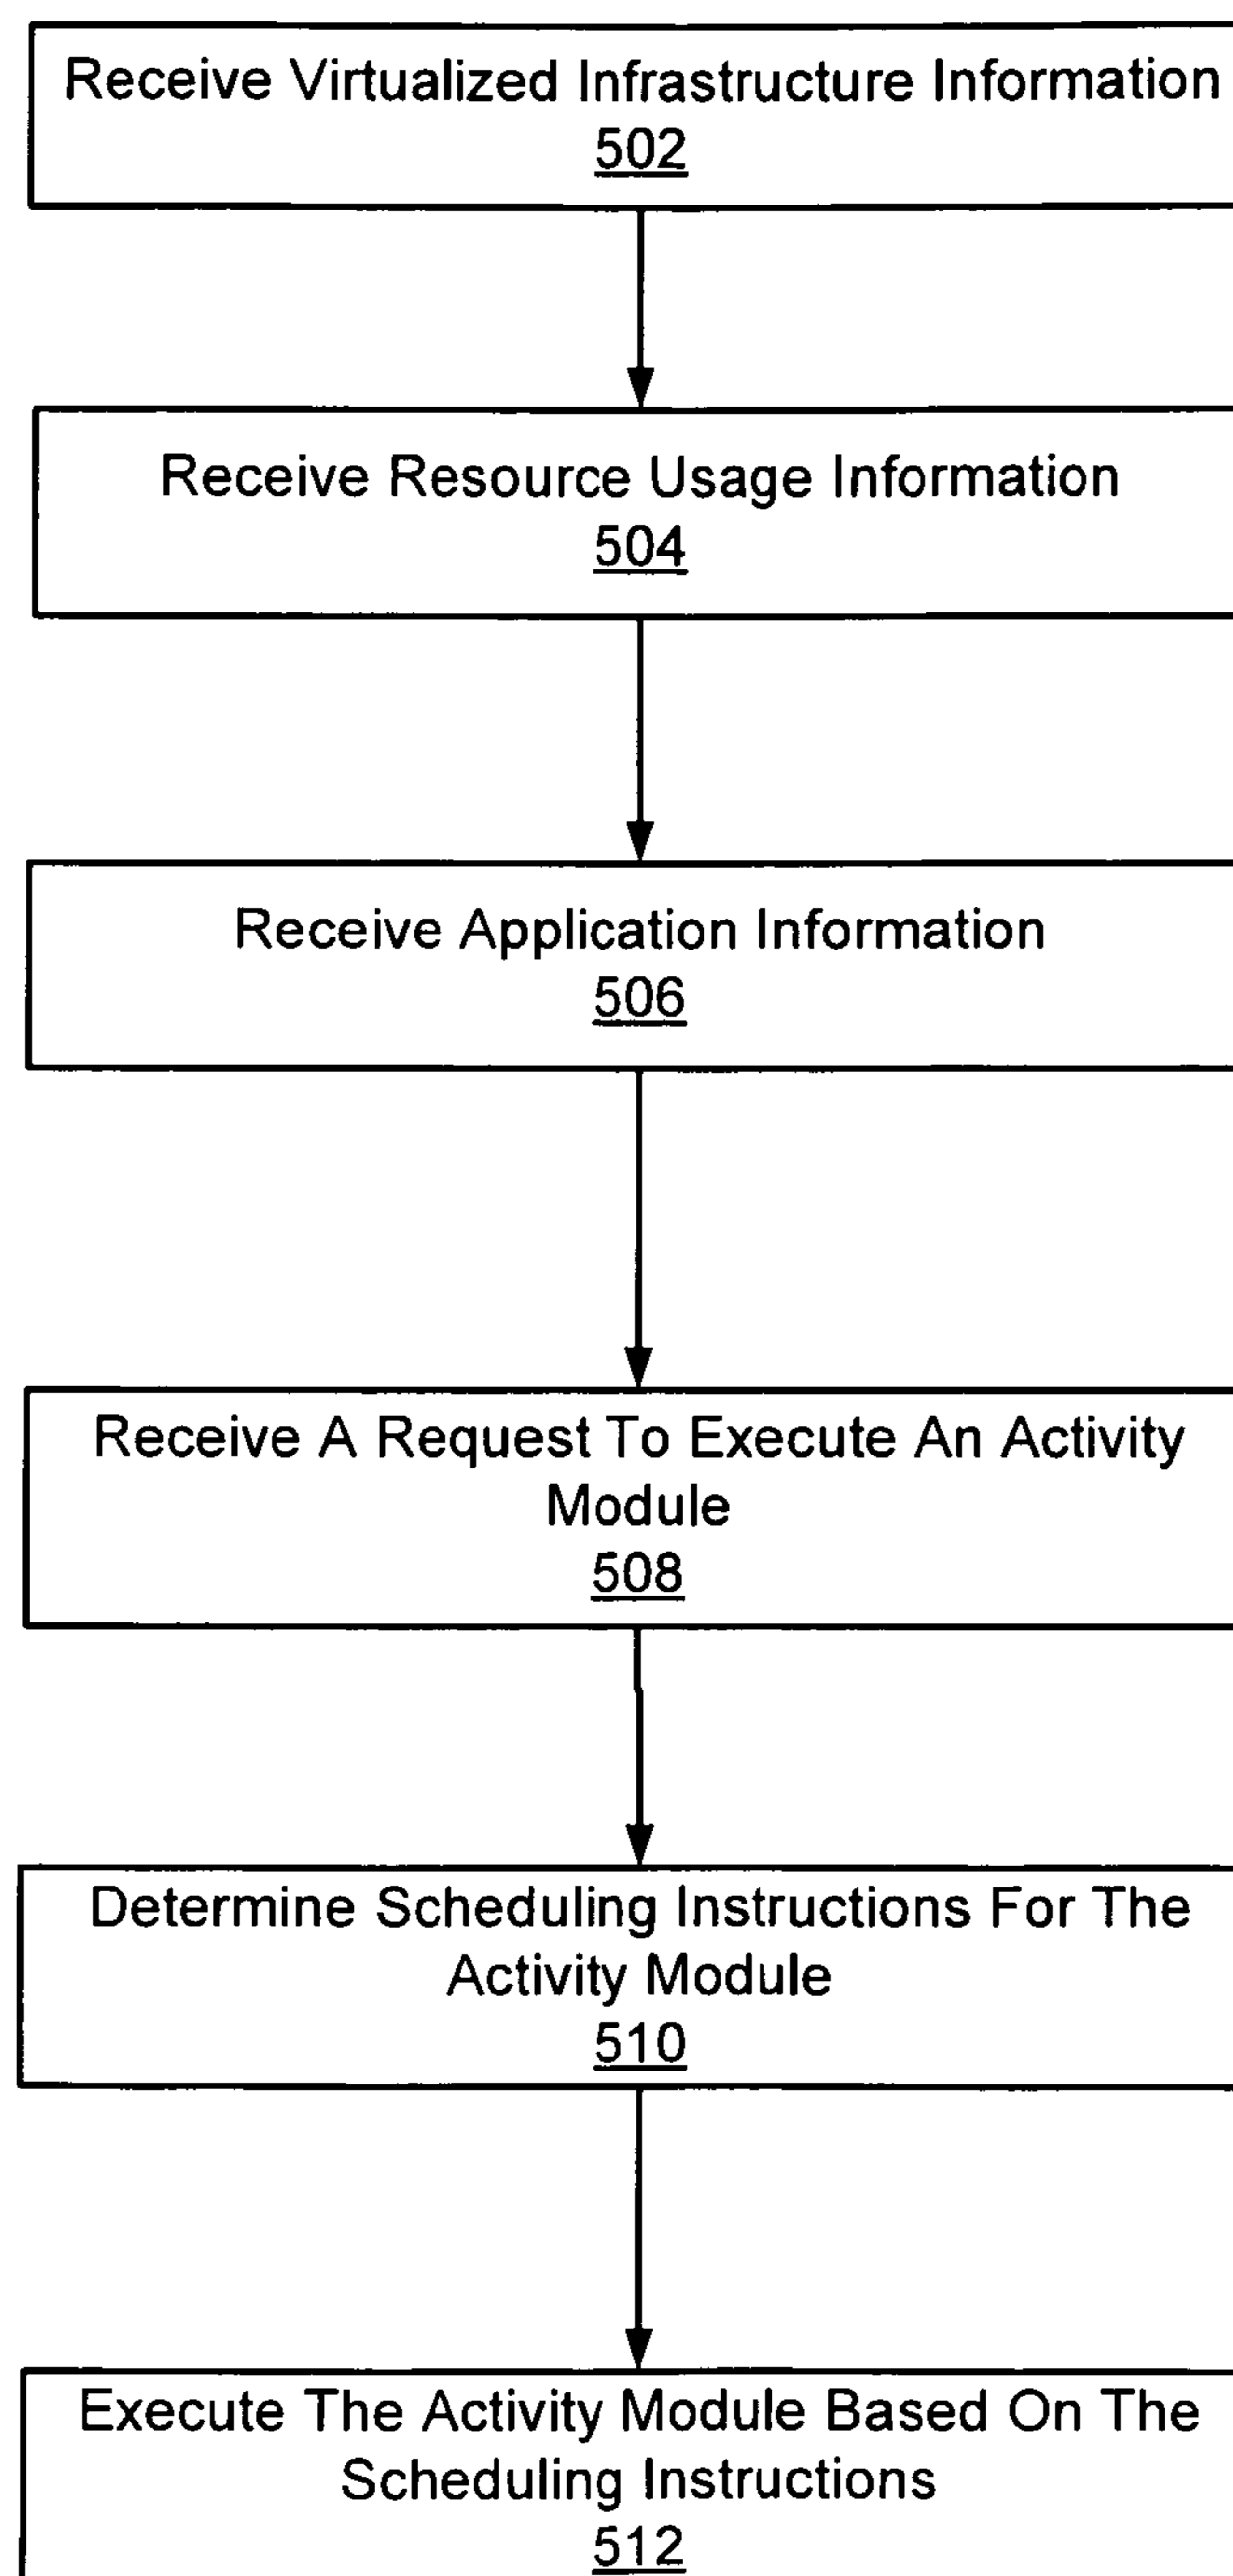 Receive Virtualized Infrastructure Information
502
Receive Resource Usage Information
504
Receive Application Information
506
Receive A Request To Execute An Activity
Module
508
Determine Scheduling Instructions For The
Activity Module
510
Execute The Activity Module Based On The
Scheduling Instructions
512